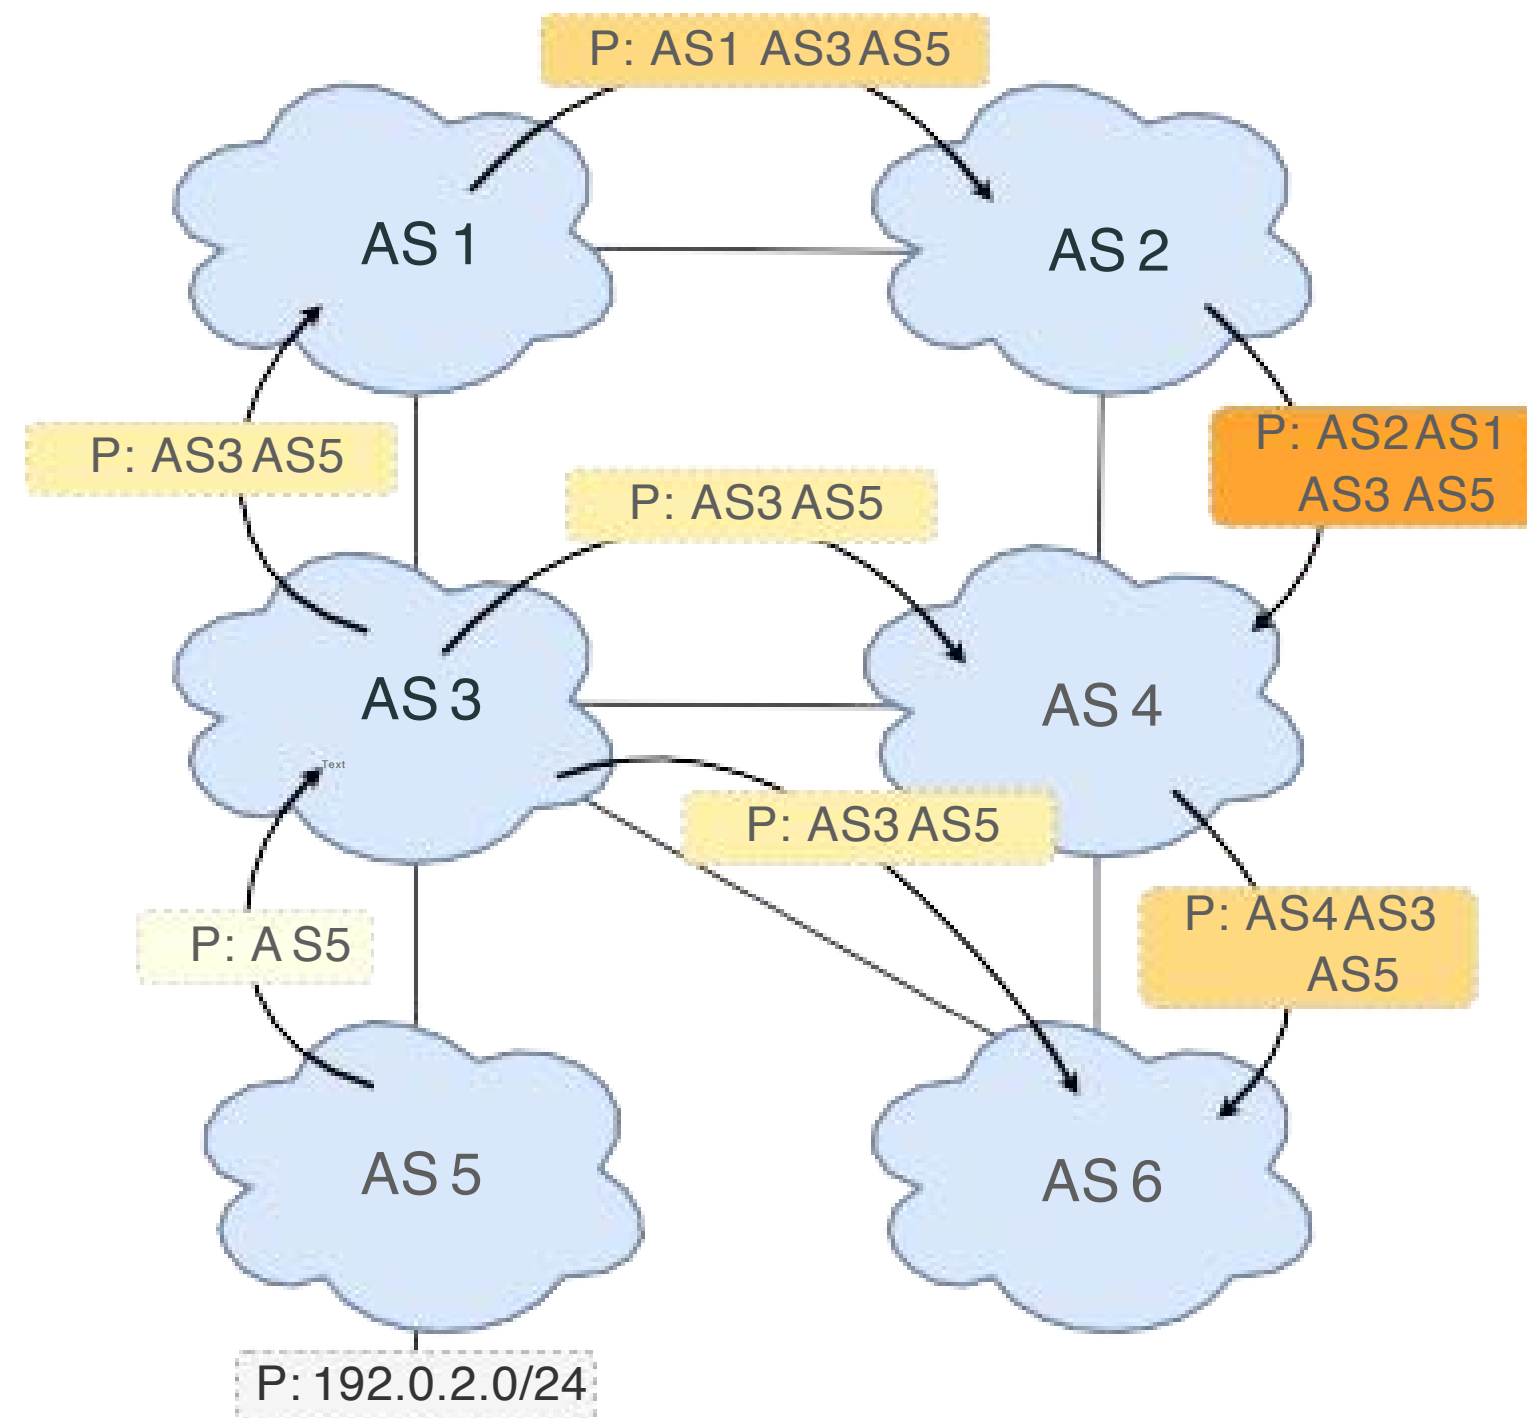 P: AS1 AS3 AS5
AS 1
AS 2
P: AS3 AS5
P: AS3 AS5
P: AS2 AS1
AS3 AS5
AS 3
AS 4
Text
P: AS3 AS5
P: AS5
P: AS4 AS3
AS5
AS 5
AS 6
P: 192.0.2.0/24